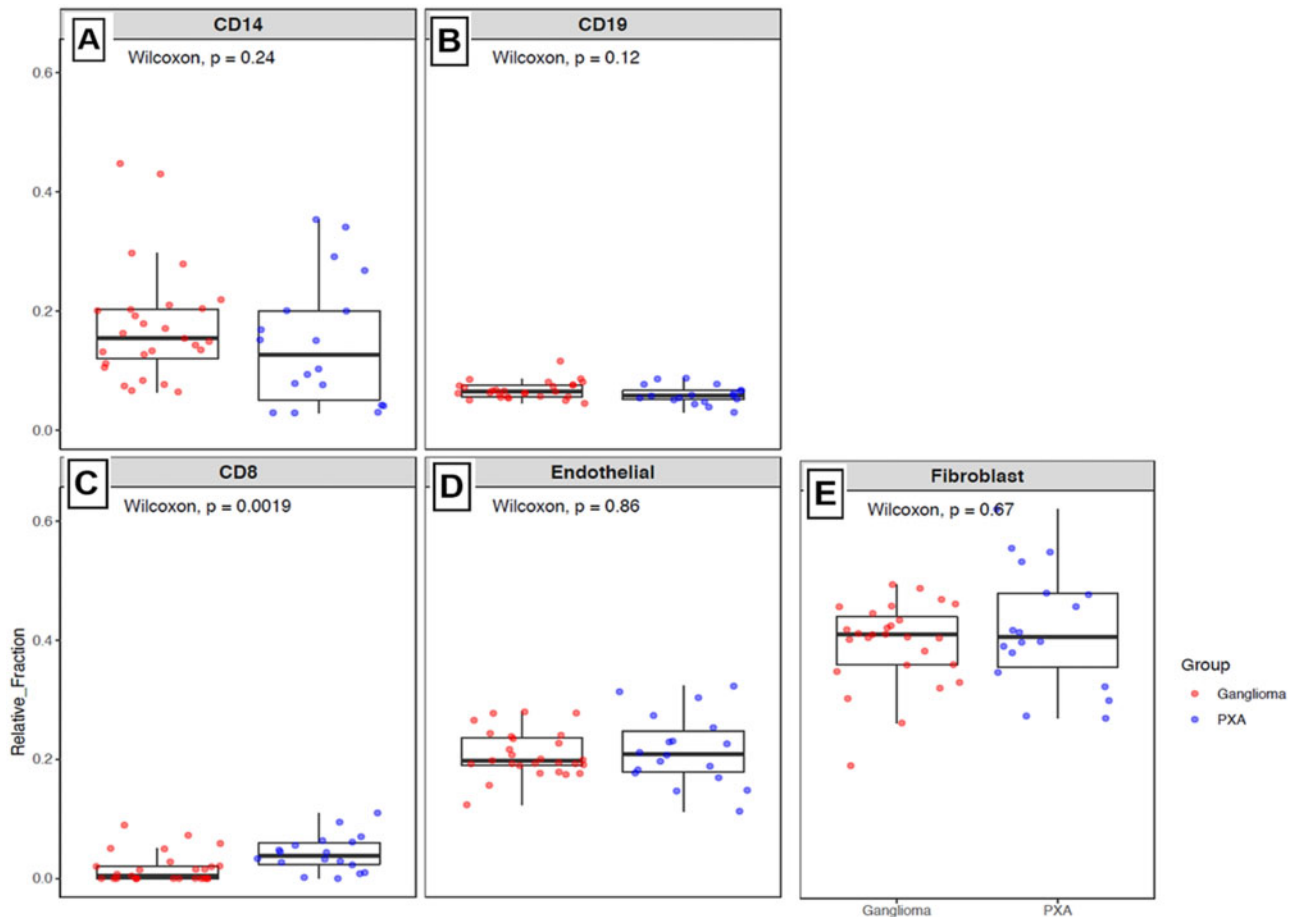 A
CD14
Wilcoxon, p = 0.24
B
CD19
Wilcoxon, p = 0.12
0.6
0.4
0.2
0.0
C
CD8
Wilcoxon, p = 0.0019
D
Endothelial
Wilcoxon, p = 0.86
E
Fibroblast
Wilcoxon, p = 0.67
0.6
0.4
0.2
0.0
Relative_Fraction
Ganglioma
PXA
Group
Ganglioma
PXA